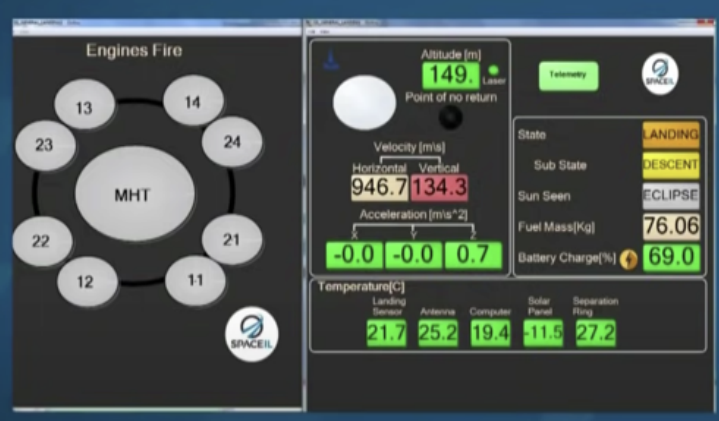 Engines Fire
13
14
23
24
MHT
22
21
12
11
SPACEIL
Altitude [m]
149.
Laser
Point of no return
Velocity [m\s]
Horizontal Vertical
946.7 134.3
Acceleration [m\s^2]
X Y Z
-0.0 -0.0 0.7
Telemetry
SPACEIL
State LANDING
Sub State DESCENT
Sun Seen ECLIPSE
Fuel Mass[Kg] 76.06
Battery Charge[%] 69.0
Temperature[C]
Landing Sensor Antenna Computer Solar Panel Separation Ring
21.7 25.2 19.4 -11.5 27.2